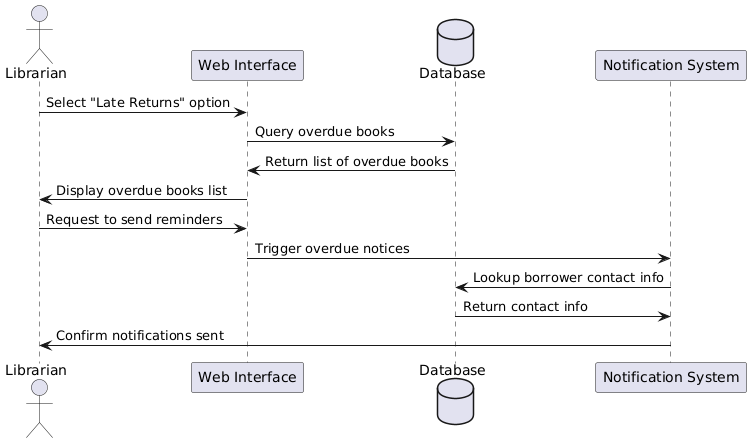 Librarian
Web Interface
Database
Notification System
Select "Late Returns" option
Query overdue books
Return list of overdue books
Display overdue books list
Request to send reminders
Trigger overdue notices
Lookup borrower contact info
Return contact info
Confirm notifications sent
Librarian
Web Interface
Database
Notification System